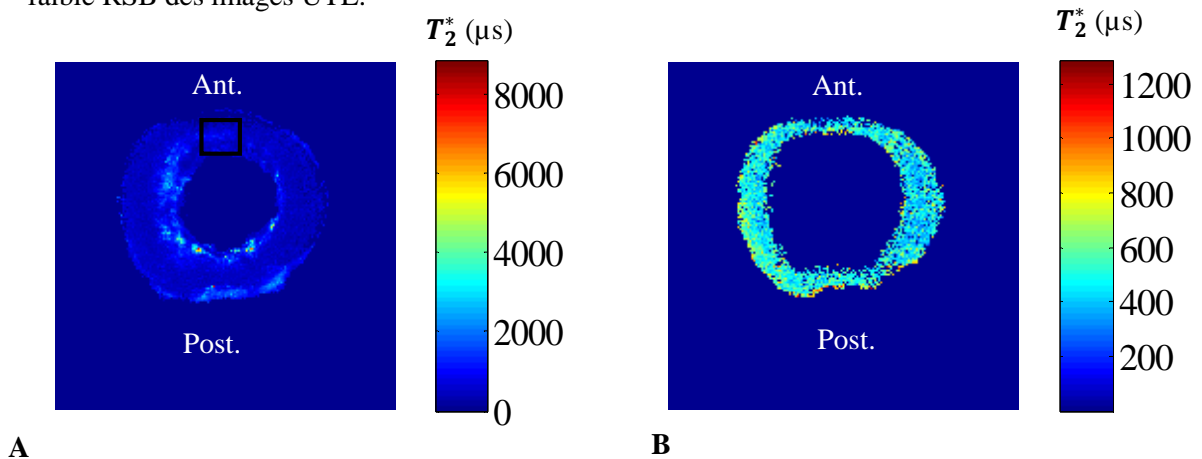 faible RSB des images UTE.
T₂* (µs)
Ant.
Post.
8000
6000
4000
2000
0
A
T₂* (µs)
Ant.
Post.
1200
1000
800
600
400
200
B